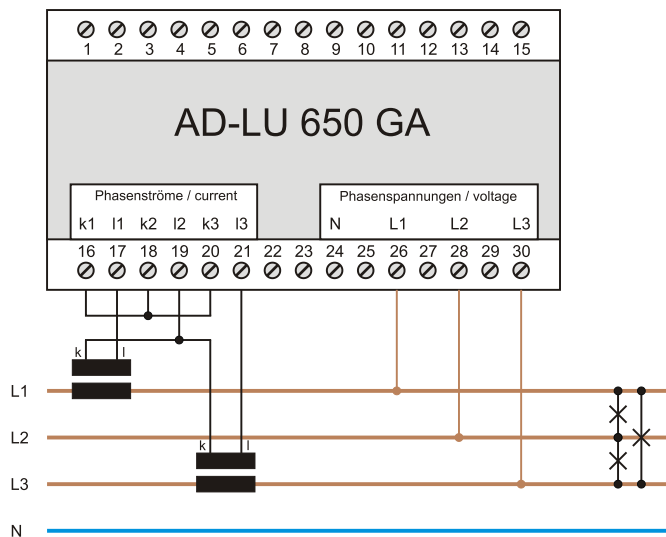 1 2 3 4 5 6 7 8 9 10 11 12 13 14 15
AD-LU 650 GA
Phasenströme / current
k1 l1 k2 l2 k3 l3
Phasenspannungen / voltage
N L1 L2 L3
16 17 18 19 20 21 22 23 24 25 26 27 28 29 30
k l
L1
L2
k l
L3
N